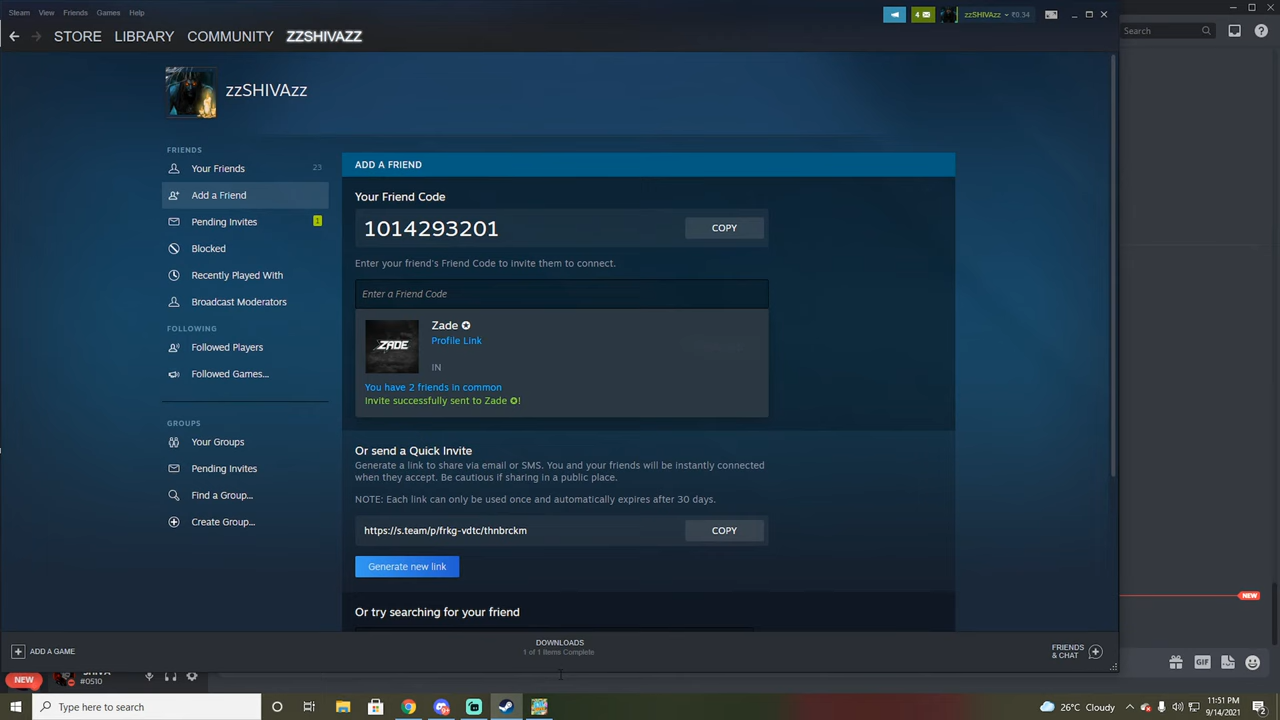 Steam View Friends Games Help
4 zzSHIVAzz ₹0.34
STORE LIBRARY COMMUNITY ZZSHIVAZZ
Search
zzSHIVAzz
FRIENDS
Your Friends 23
Add a Friend
Pending Invites 1
Blocked
Recently Played With
Broadcast Moderators
FOLLOWING
Followed Players
Followed Games...
GROUPS
Your Groups
Pending Invites
Find a Group...
Create Group...
ADD A FRIEND
Your Friend Code
1014293201 COPY
Enter your friend's Friend Code to invite them to connect.
Enter a Friend Code
ZADE
Zade ✪
Profile Link
IN
You have 2 friends in common
Invite successfully sent to Zade ✪!
Or send a Quick Invite
Generate a link to share via email or SMS. You and your friends will be instantly connected
when they accept. Be cautious if sharing in a public place.
NOTE: Each link can only be used once and automatically expires after 30 days.
https://s.team/p/frkg-vdtc/thnbrckm COPY
Generate new link
Or try searching for your friend
NEW
ADD A GAME
DOWNLOADS
1 of 1 Items Complete
FRIENDS
& CHAT
NEW
#0510
GIF
Type here to search
26°C Cloudy
11:51 PM
9/14/2021
2